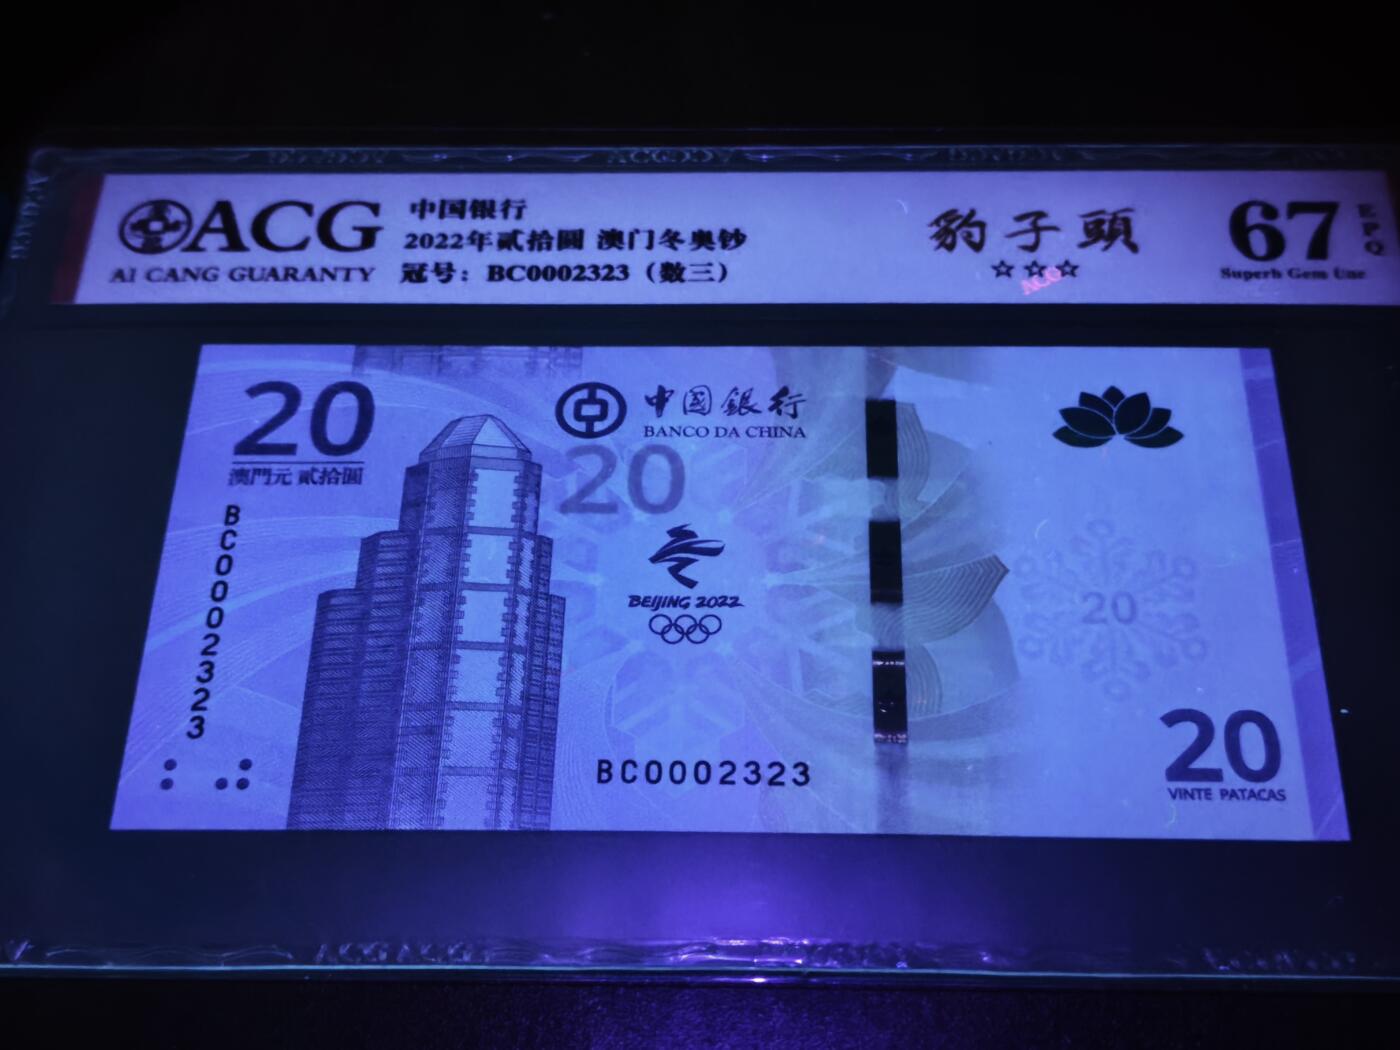 ACG
AI CANG GUARANTY
中国银行
2022年贰拾圆 澳门冬奥钞
冠号：BC0002323（数三）
豹子頭
☆☆☆
ACG
67
EPQ
Superb Gem Unc
20
澳門元 貳拾圓
BC0002323
中國銀行
BANCO DA CHINA
20
BEIJING 2022
BC0002323
20
20
VINTE PATACAS